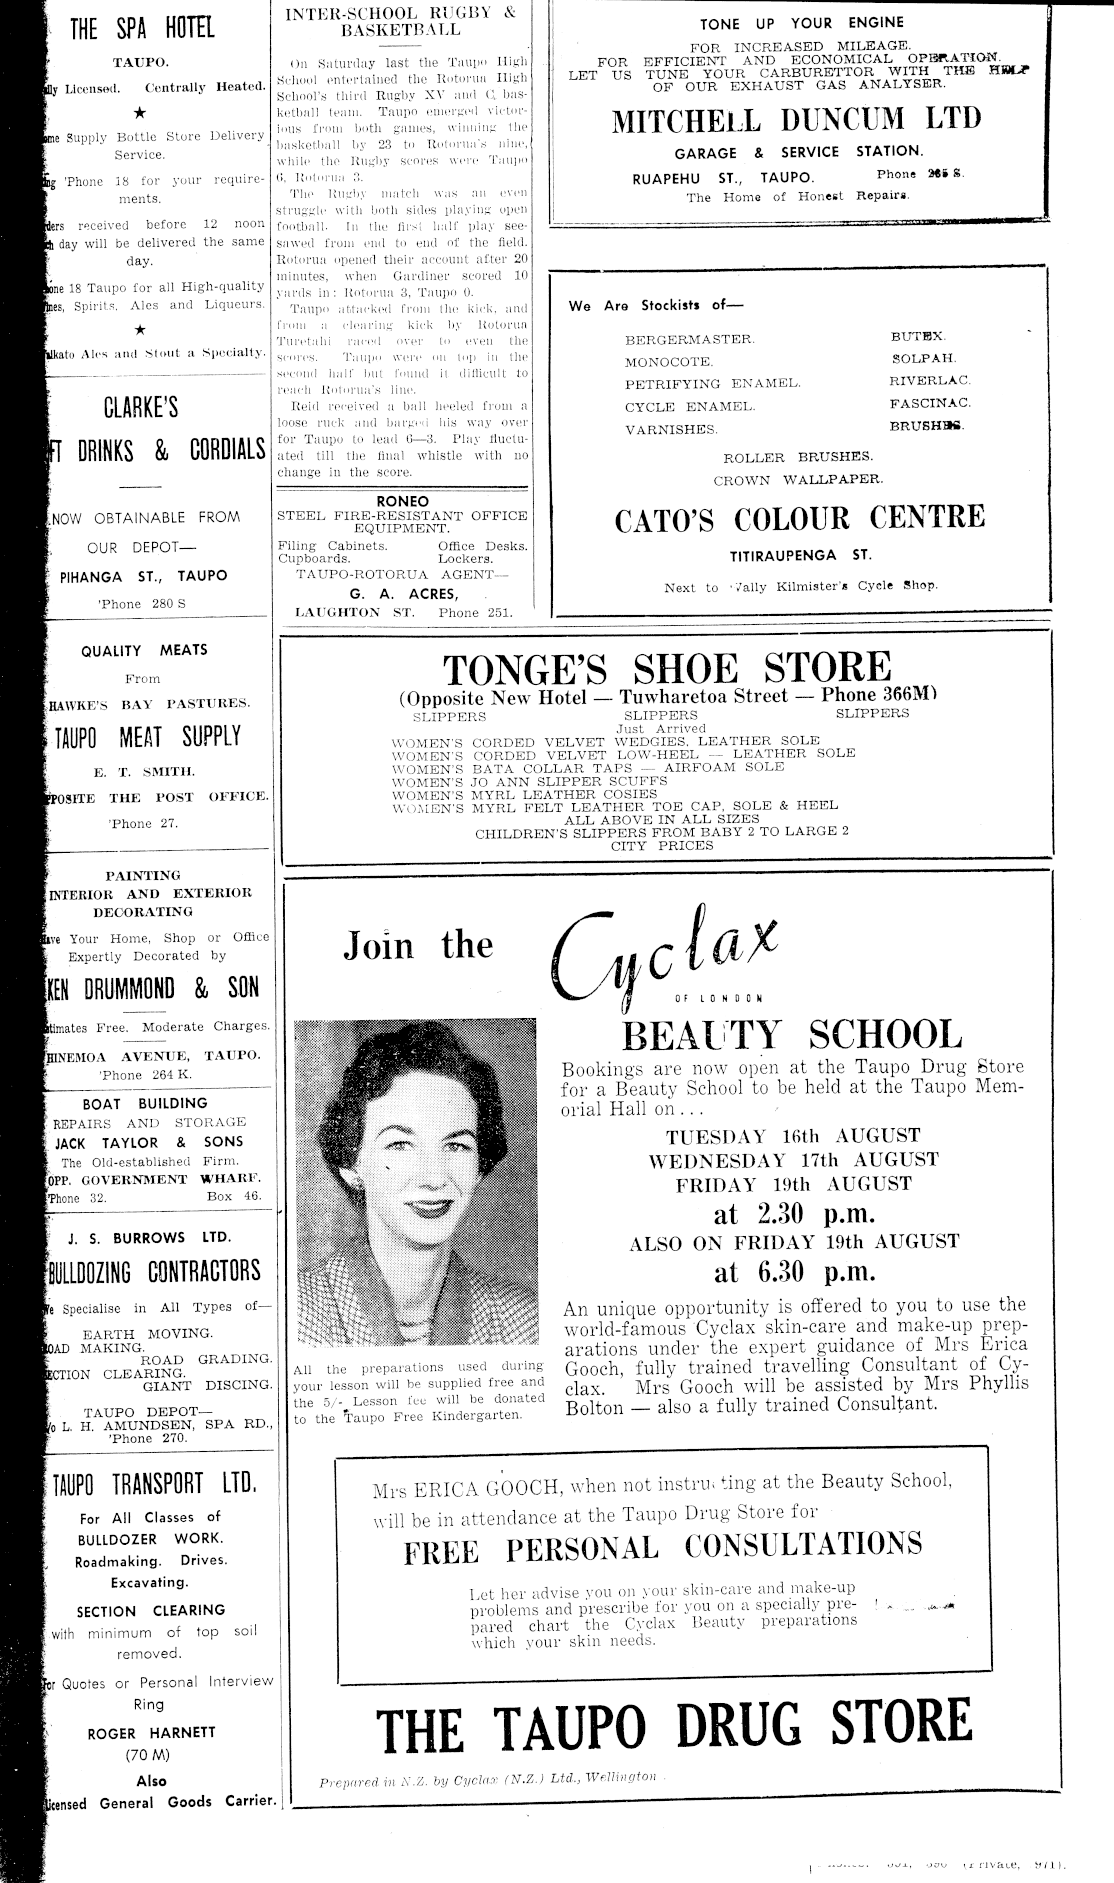 THE SPA HOTEL
TAUPO.
Licensed. Centrally Heated.
★
Supply Bottle Store Delivery
Service.
'Phone 18 for your require-
ments.
received before 12 noon
day will be delivered the same
day.
18 Taupo for all High-quality
Spirits, Ales and Liqueurs.
★
Ales and Stout a Specialty.
CLARKE'S
DRINKS & CORDIALS
NOW OBTAINABLE FROM
OUR DEPOT—
PIHANGA ST., TAUPO
'Phone 280 S
QUALITY MEATS
From
HAWKE'S BAY PASTURES.
TAUPO MEAT SUPPLY
E. T. SMITH.
THE POST OFFICE.
'Phone 27.
PAINTING
INTERIOR AND EXTERIOR
DECORATING
Your Home, Shop or Office
Expertly Decorated by
KEN DRUMMOND & SON
Free. Moderate Charges.
HINEMOA AVENUE, TAUPO.
'Phone 264 K.
BOAT BUILDING
REPAIRS AND STORAGE
JACK TAYLOR & SONS
The Old-established Firm.
OPP. GOVERNMENT WHARF.
'Phone 32. Box 46.
J. S. BURROWS LTD.
BULLDOZING CONTRACTORS
We Specialise in All Types of—
EARTH MOVING.
MAKING.
ROAD GRADING.
CLEARING.
GIANT DISCING.
TAUPO DEPOT—
L. H. AMUNDSEN, SPA RD.,
'Phone 270.
TAUPO TRANSPORT LTD.
For All Classes of
BULLDOZER WORK.
Roadmaking. Drives.
Excavating.
SECTION CLEARING
with minimum of top soil
removed.
For Quotes or Personal Interview
Ring
ROGER HARNETT
(70 M)
Also
General Goods Carrier.
INTER-SCHOOL RUGBY &
BASKETBALL
On Saturday last the Taupo High
School entertained the Rotorua High
School's third Rugby XV and C bas-
ketball team. Taupo emerged victor-
ious from both games, winning the
basketball by 23 to Rotorua's nine,
while the Rugby scores were Taupo
6, Rotorua 3.
The Rugby match was an even
struggle with both sides playing open
football. In the first half play see-
sawed from end to end of the field.
Rotorua opened their account after 20
minutes, when Gardiner scored 10
yards in: Rotorua 3, Taupo 0.
Taupo attacked from the kick, and
from a clearing kick by Rotorua
Turetahi raced over to even the
scores. Taupo were on top in the
second half but found it difficult to
reach Rotorua's line.
Reid received a ball heeled from a
loose ruck and barged his way over
for Taupo to lead 6—3. Play fluctu-
ated till the final whistle with no
change in the score.
RONEO
STEEL FIRE-RESISTANT OFFICE
EQUIPMENT.
Filing Cabinets. Office Desks.
Cupboards. Lockers.
TAUPO-ROTORUA AGENT—
G. A. ACRES,
LAUGHTON ST. Phone 251.
TONE UP YOUR ENGINE
FOR INCREASED MILEAGE.
FOR EFFICIENT AND ECONOMICAL OPERATION.
LET US TUNE YOUR CARBURETTOR WITH THE HELP
OF OUR EXHAUST GAS ANALYSER.
MITCHELL DUNCUM LTD
GARAGE & SERVICE STATION.
RUAPEHU ST., TAUPO. Phone 265 S.
The Home of Honest Repairs.
We Are Stockists of—
BERGERMASTER. BUTEX.
MONOCOTE. SOLPAH.
PETRIFYING ENAMEL. RIVERLAC.
CYCLE ENAMEL. FASCINAC.
VARNISHES. BRUSHES.
ROLLER BRUSHES.
CROWN WALLPAPER.
CATO'S COLOUR CENTRE
TITIRAUPENGA ST.
Next to Wally Kilmister's Cycle Shop.
TONGE'S SHOE STORE
(Opposite New Hotel — Tuwharetoa Street — Phone 366M)
SLIPPERS SLIPPERS SLIPPERS
Just Arrived
WOMEN'S CORDED VELVET WEDGIES, LEATHER SOLE
WOMEN'S CORDED VELVET LOW-HEEL — LEATHER SOLE
WOMEN'S BATA COLLAR TAPS — AIRFOAM SOLE
WOMEN'S JO ANN SLIPPER SCUFFS
WOMEN'S MYRL LEATHER COSIES
WOMEN'S MYRL FELT LEATHER TOE CAP, SOLE & HEEL
ALL ABOVE IN ALL SIZES
CHILDREN'S SLIPPERS FROM BABY 2 TO LARGE 2
CITY PRICES
Join the Cyclax
OF LONDON
BEAUTY SCHOOL
Bookings are now open at the Taupo Drug Store
for a Beauty School to be held at the Taupo Mem-
orial Hall on . . .
TUESDAY 16th AUGUST
WEDNESDAY 17th AUGUST
FRIDAY 19th AUGUST
at 2.30 p.m.
ALSO ON FRIDAY 19th AUGUST
at 6.30 p.m.
An unique opportunity is offered to you to use the
world-famous Cyclax skin-care and make-up prep-
arations under the expert guidance of Mrs Erica
Gooch, fully trained travelling Consultant of Cy-
clax. Mrs Gooch will be assisted by Mrs Phyllis
Bolton — also a fully trained Consultant.
All the preparations used during
your lesson will be supplied free and
the 5/- Lesson fee will be donated
to the Taupo Free Kindergarten.
Mrs ERICA GOOCH, when not instructing at the Beauty School,
will be in attendance at the Taupo Drug Store for
FREE PERSONAL CONSULTATIONS
Let her advise you on your skin-care and make-up
problems and prescribe for you on a specially pre-
pared chart the Cyclax Beauty preparations
which your skin needs.
THE TAUPO DRUG STORE
Prepared in N.Z. by Cyclax (N.Z.) Ltd., Wellington
(Private, 971).